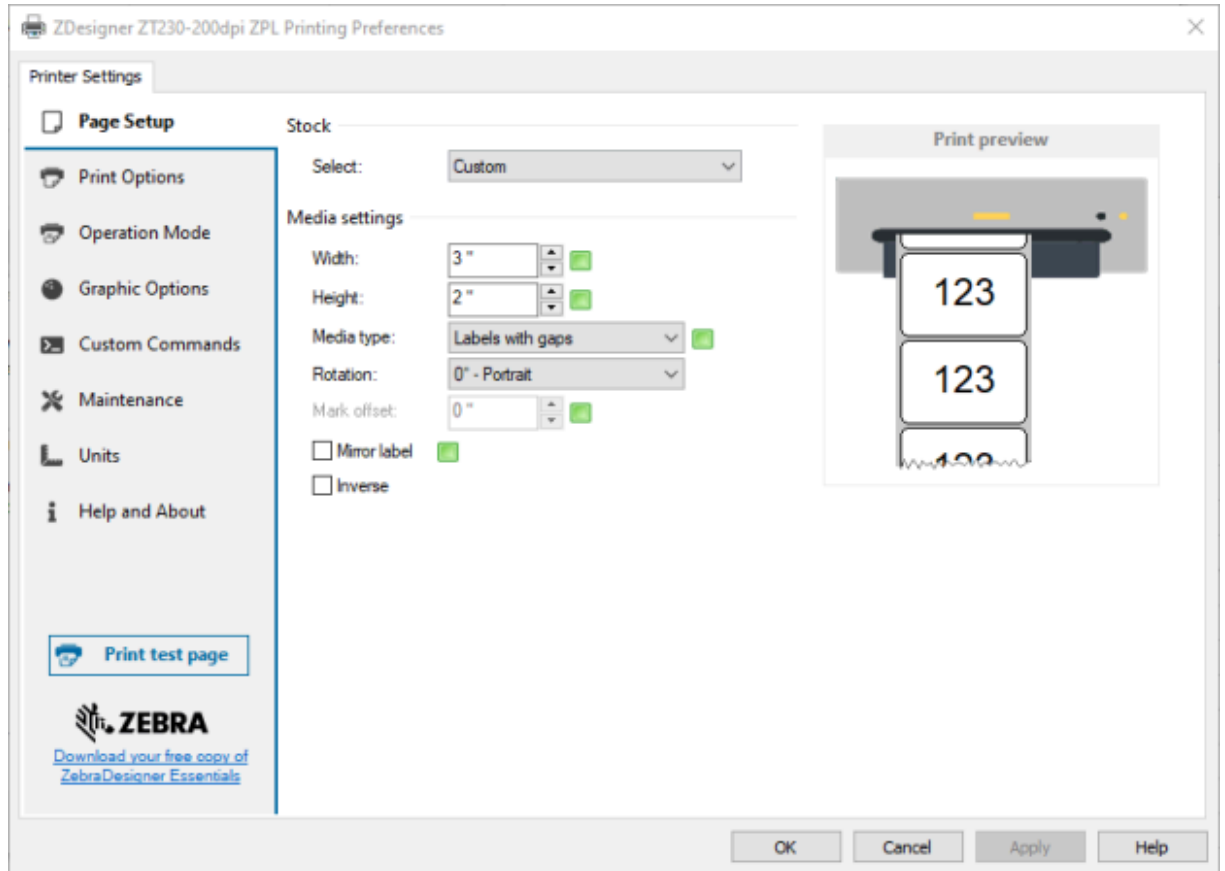 ZDesigner ZT230-200dpi ZPL Printing Preferences
Printer Settings
Page Setup
Print Options
Operation Mode
Graphic Options
Custom Commands
Maintenance
Units
Help and About
Print test page
ZEBRA
Download your free copy of
ZebraDesigner Essentials
Stock
Select: Custom
Media settings
Width: 3 "
Height: 2 "
Media type: Labels with gaps
Rotation: 0° - Portrait
Mark offset: 0 "
Mirror label
Inverse
Print preview
123
123
123
OK Cancel Apply Help